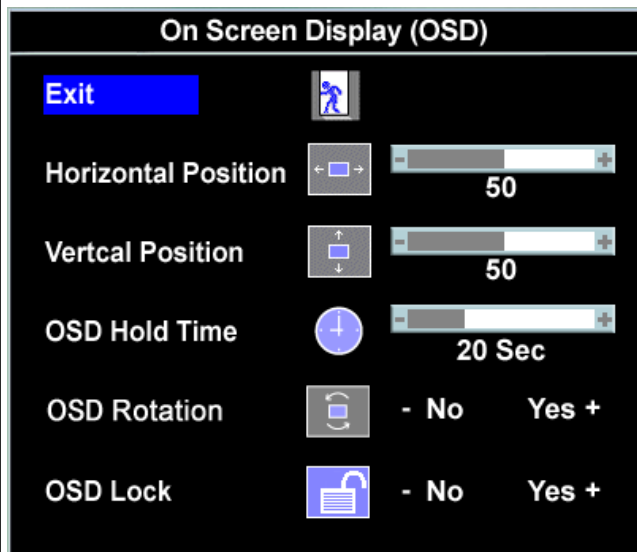 On Screen Display (OSD)
Exit
Horizontal Position - +
50
Vertcal Position - +
50
OSD Hold Time - +
20 Sec
OSD Rotation - No Yes +
OSD Lock - No Yes +